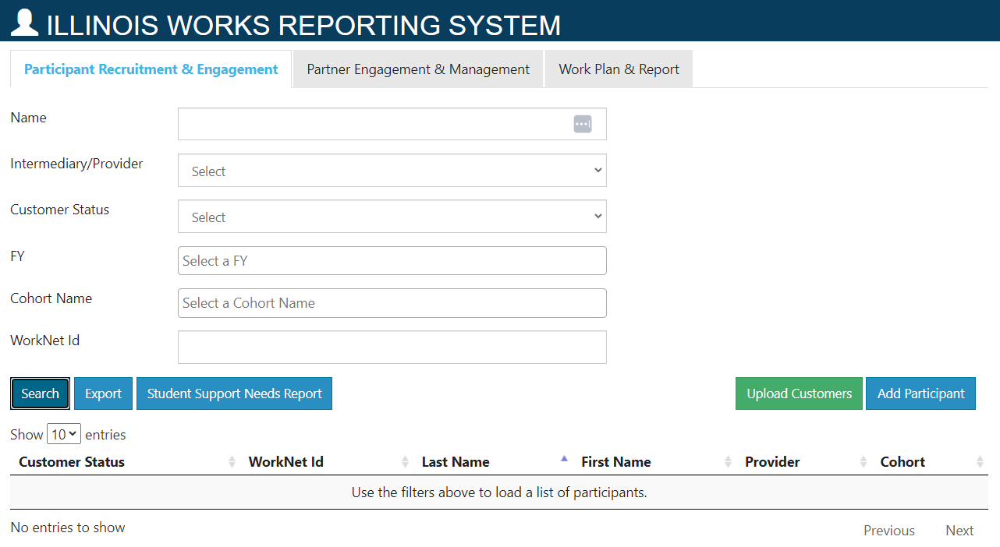 ILLINOIS WORKS REPORTING SYSTEM
Participant Recruitment & Engagement Partner Engagement & Management Work Plan & Report
Name
Intermediary/Provider Select
Customer Status Select
FY Select a FY
Cohort Name Select a Cohort Name
WorkNet Id
Search Export Student Support Needs Report Upload Customers Add Participant
Show 10 entries
Customer Status WorkNet Id Last Name First Name Provider Cohort
Use the filters above to load a list of participants.
No entries to show Previous Next